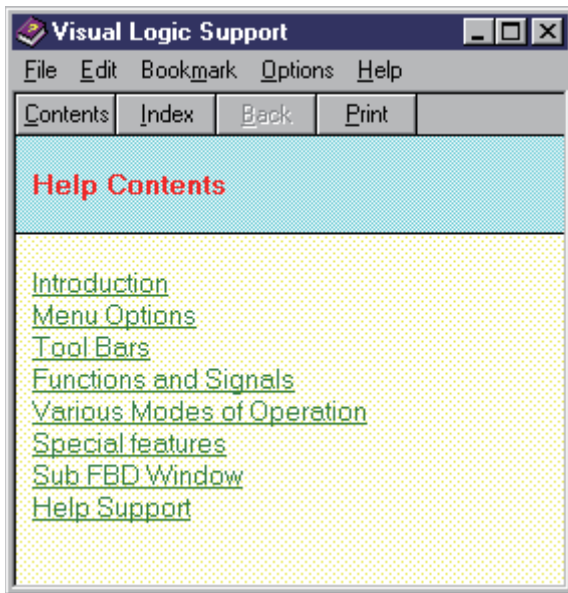 Visual Logic Support
File Edit Bookmark Options Help
Contents Index Back Print
Help Contents
Introduction
Menu Options
Tool Bars
Functions and Signals
Various Modes of Operation
Special features
Sub FBD Window
Help Support